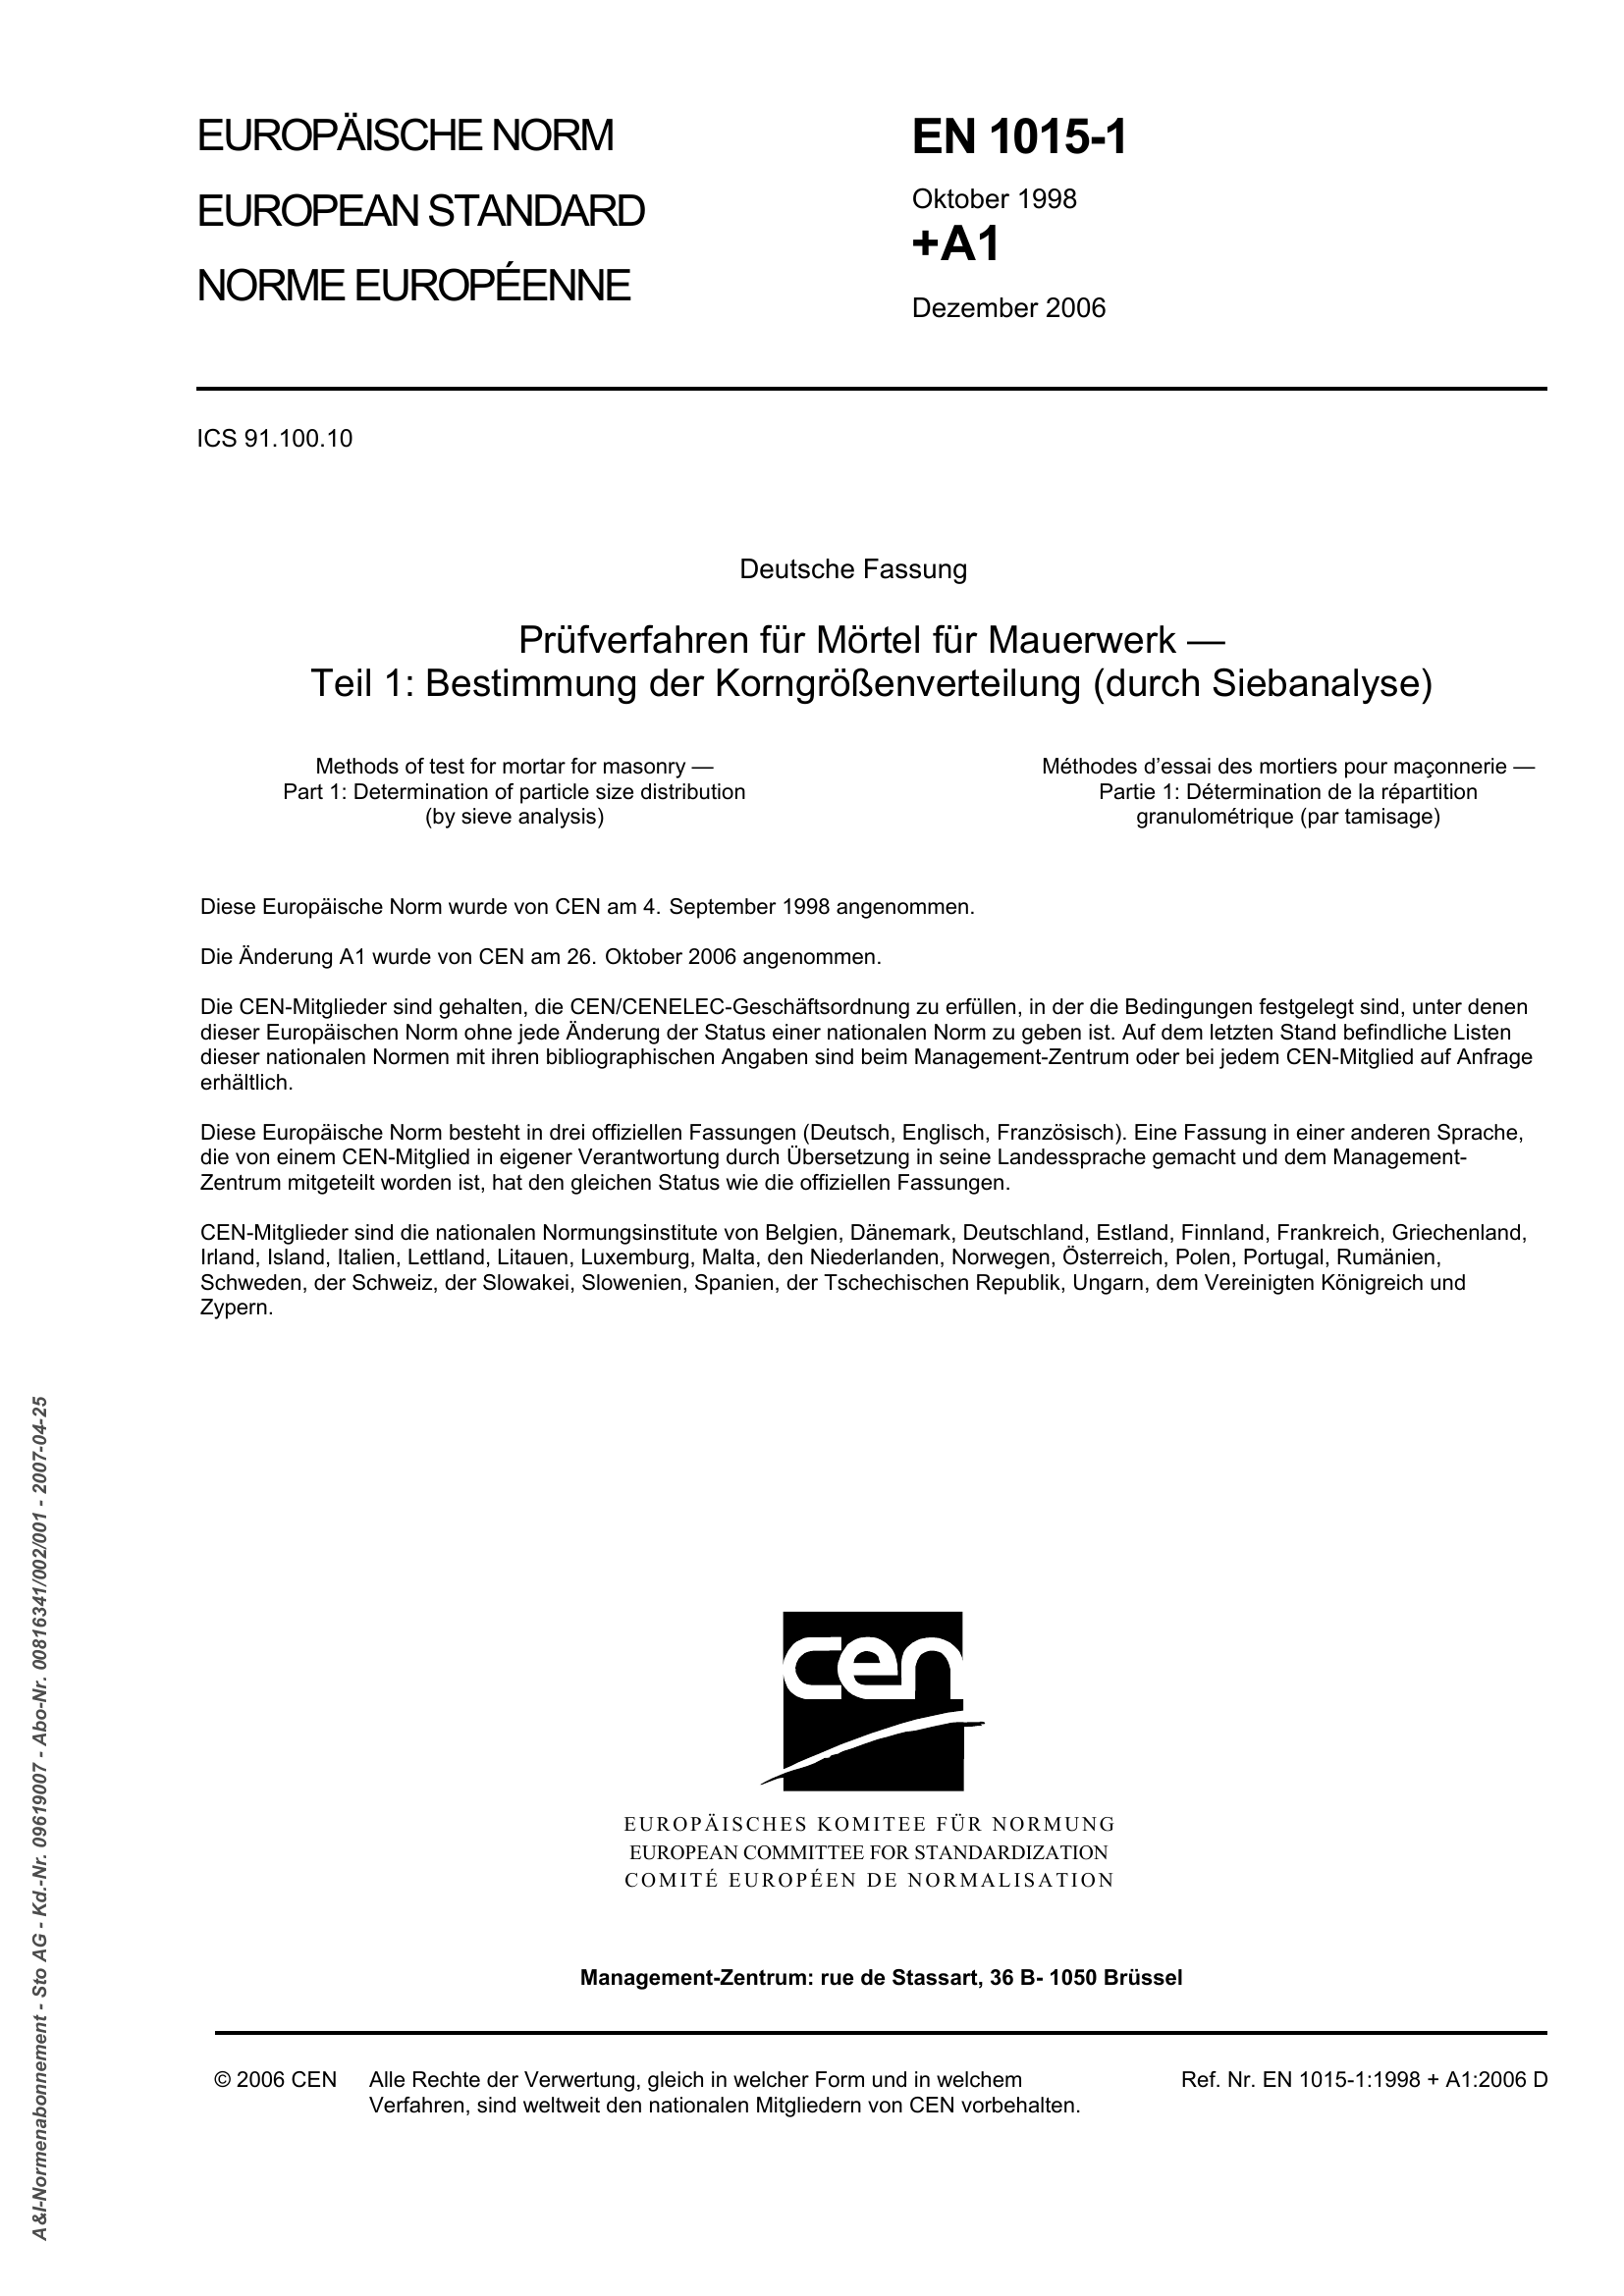 EUROPÄISCHE NORM
EUROPEAN STANDARD
NORME EUROPÉENNE
EN 1015-1
Oktober 1998
+A1
Dezember 2006
ICS 91.100.10
Deutsche Fassung
Prüfverfahren für Mörtel für Mauerwerk —
Teil 1: Bestimmung der Korngrößenverteilung (durch Siebanalyse)
Methods of test for mortar for masonry —
Part 1: Determination of particle size distribution
(by sieve analysis)
Méthodes d’essai des mortiers pour maçonnerie —
Partie 1: Détermination de la répartition
granulométrique (par tamisage)
Diese Europäische Norm wurde von CEN am 4. September 1998 angenommen.
Die Änderung A1 wurde von CEN am 26. Oktober 2006 angenommen.
Die CEN-Mitglieder sind gehalten, die CEN/CENELEC-Geschäftsordnung zu erfüllen, in der die Bedingungen festgelegt sind, unter denen
dieser Europäischen Norm ohne jede Änderung der Status einer nationalen Norm zu geben ist. Auf dem letzten Stand befindliche Listen
dieser nationalen Normen mit ihren bibliographischen Angaben sind beim Management-Zentrum oder bei jedem CEN-Mitglied auf Anfrage
erhältlich.
Diese Europäische Norm besteht in drei offiziellen Fassungen (Deutsch, Englisch, Französisch). Eine Fassung in einer anderen Sprache,
die von einem CEN-Mitglied in eigener Verantwortung durch Übersetzung in seine Landessprache gemacht und dem Management-
Zentrum mitgeteilt worden ist, hat den gleichen Status wie die offiziellen Fassungen.
CEN-Mitglieder sind die nationalen Normungsinstitute von Belgien, Dänemark, Deutschland, Estland, Finnland, Frankreich, Griechenland,
Irland, Island, Italien, Lettland, Litauen, Luxemburg, Malta, den Niederlanden, Norwegen, Österreich, Polen, Portugal, Rumänien,
Schweden, der Schweiz, der Slowakei, Slowenien, Spanien, der Tschechischen Republik, Ungarn, dem Vereinigten Königreich und
Zypern.
cen
EUROPÄISCHES KOMITEE FÜR NORMUNG
EUROPEAN COMMITTEE FOR STANDARDIZATION
COMITÉ EUROPÉEN DE NORMALISATION
Management-Zentrum: rue de Stassart, 36 B- 1050 Brüssel
© 2006 CEN Alle Rechte der Verwertung, gleich in welcher Form und in welchem
Verfahren, sind weltweit den nationalen Mitgliedern von CEN vorbehalten.
Ref. Nr. EN 1015-1:1998 + A1:2006 D
A&I-Normenabonnement - Sto AG - Kd.-Nr. 09619007 - Abo-Nr. 00816341/002/001 - 2007-04-25